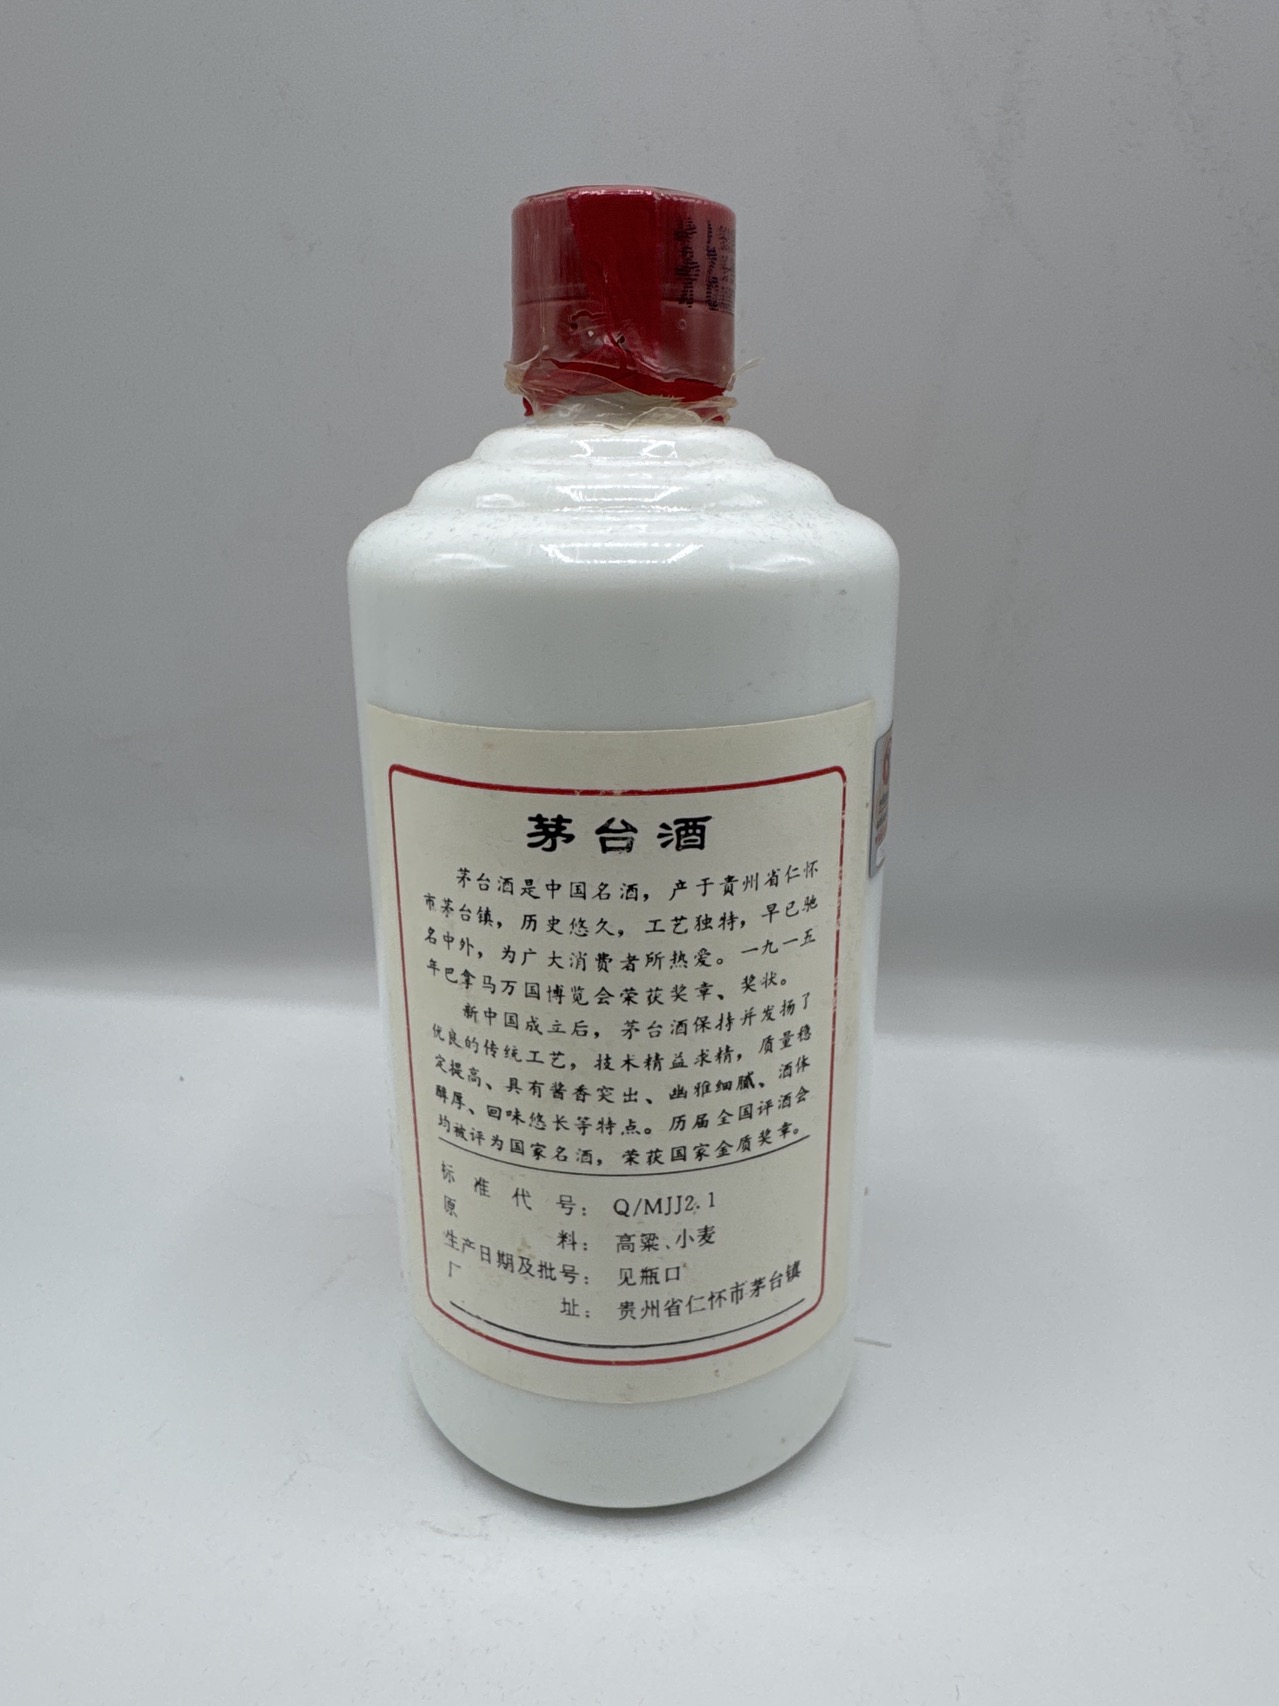 茅台酒
茅台酒是中国名酒，产于贵州省仁怀
市茅台镇，历史悠久，工艺独特，早已驰
名中外，为广大消费者所热爱。一九一五
年巴拿马万国博览会荣获奖章、奖状。
新中国成立后，茅台酒保持并发扬了
优良的传统工艺，技术精益求精，质量稳
定提高、具有酱香突出、幽雅细腻、酒体
醇厚、回味悠长等特点。历届全国评酒会
均被评为国家名酒，荣获国家金质奖章。
标准代号：Q/MJJ2.1
原料：高粱、小麦
生产日期及批号：见瓶口
厂址：贵州省仁怀市茅台镇